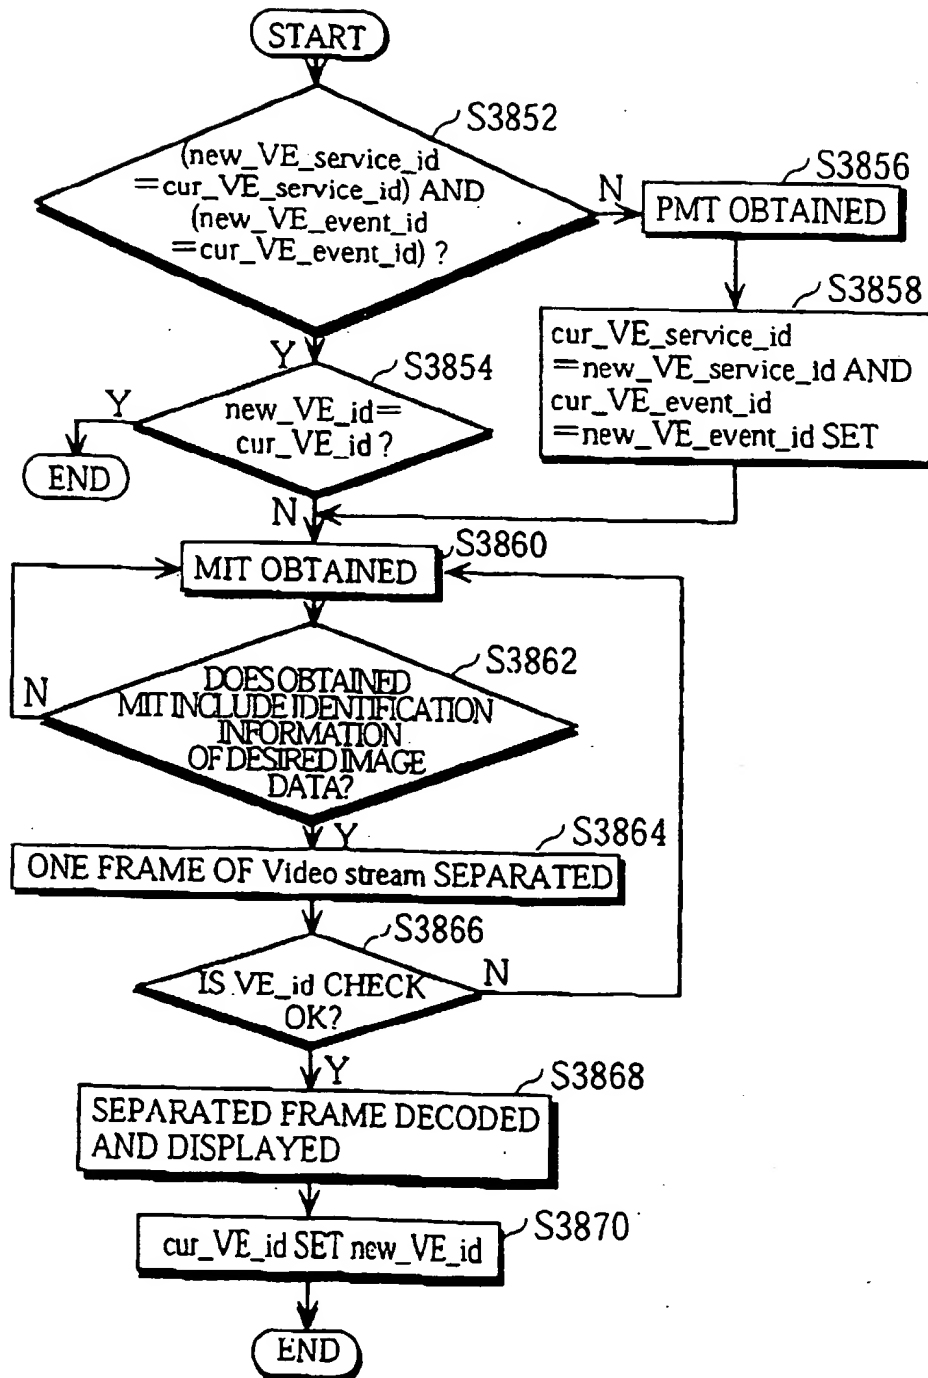 START
S3852
(new_VE_service_id
=cur_VE_service_id) AND
(new_VE_event_id
=cur_VE_event_id) ?
N
S3856
PMT OBTAINED
S3858
cur_VE_service_id
=new_VE_service_id AND
cur_VE_event_id
=new_VE_event_id SET
Y
S3854
new_VE_id=
cur_VE_id ?
Y
END
N
S3860
MIT OBTAINED
S3862
DOES OBTAINED
MIT INCLUDE IDENTIFICATION
INFORMATION
OF DESIRED IMAGE
DATA?
N
Y
S3864
ONE FRAME OF Video stream SEPARATED
S3866
IS VE_id CHECK
OK?
N
Y
S3868
SEPARATED FRAME DECODED
AND DISPLAYED
S3870
cur_VE_id SET new_VE_id
END